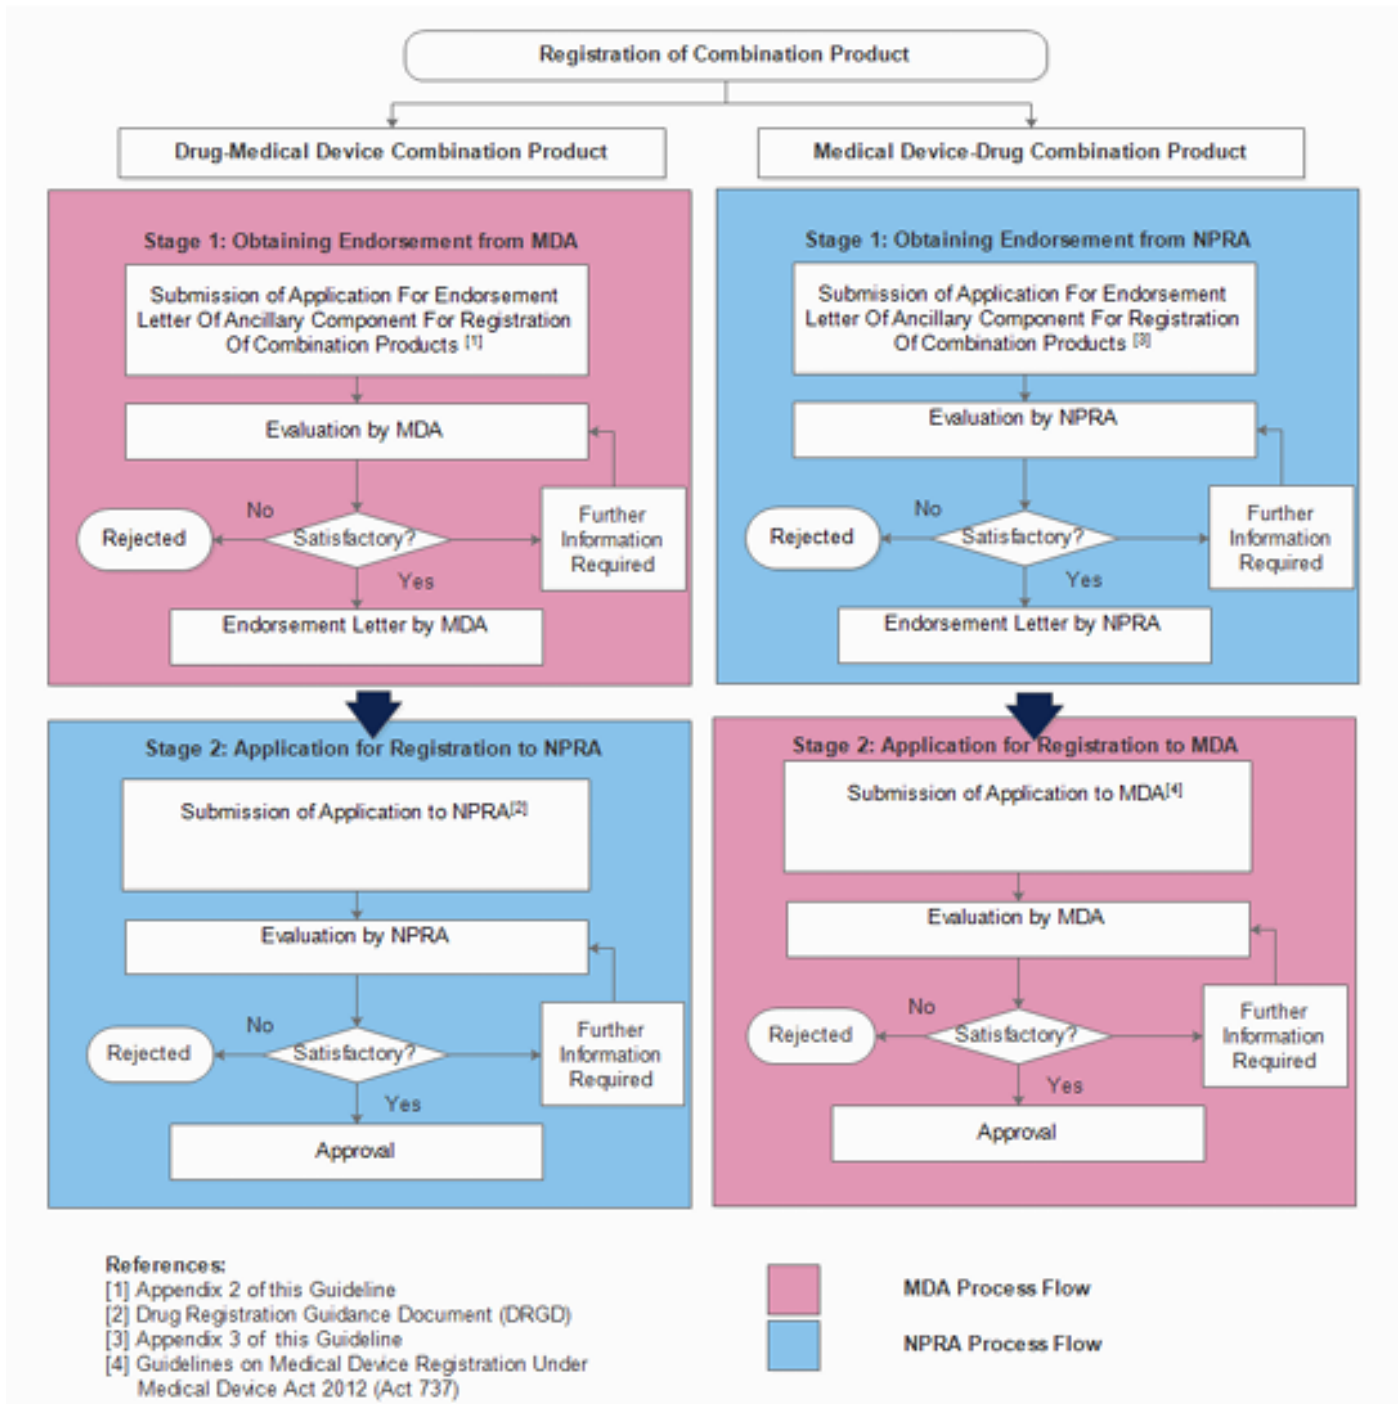 Registration of Combination Product
Drug-Medical Device Combination Product
Medical Device-Drug Combination Product
Stage 1: Obtaining Endorsement from MDA
Submission of Application For Endorsement
Letter Of Ancillary Component For Registration
Of Combination Products [1]
Evaluation by MDA
No
Rejected
Satisfactory?
Further
Information
Required
Yes
Endorsement Letter by MDA
Stage 1: Obtaining Endorsement from NPRA
Submission of Application For Endorsement
Letter Of Ancillary Component For Registration
Of Combination Products [3]
Evaluation by NPRA
No
Rejected
Satisfactory?
Further
Information
Required
Yes
Endorsement Letter by NPRA
Stage 2: Application for Registration to NPRA
Submission of Application to NPRA[2]
Evaluation by NPRA
No
Rejected
Satisfactory?
Further
Information
Required
Yes
Approval
Stage 2: Application for Registration to MDA
Submission of Application to MDA[4]
Evaluation by MDA
No
Rejected
Satisfactory?
Further
Information
Required
Yes
Approval
References:
[1] Appendix 2 of this Guideline
[2] Drug Registration Guidance Document (DRGD)
[3] Appendix 3 of this Guideline
[4] Guidelines on Medical Device Registration Under
Medical Device Act 2012 (Act 737)
MDA Process Flow
NPRA Process Flow